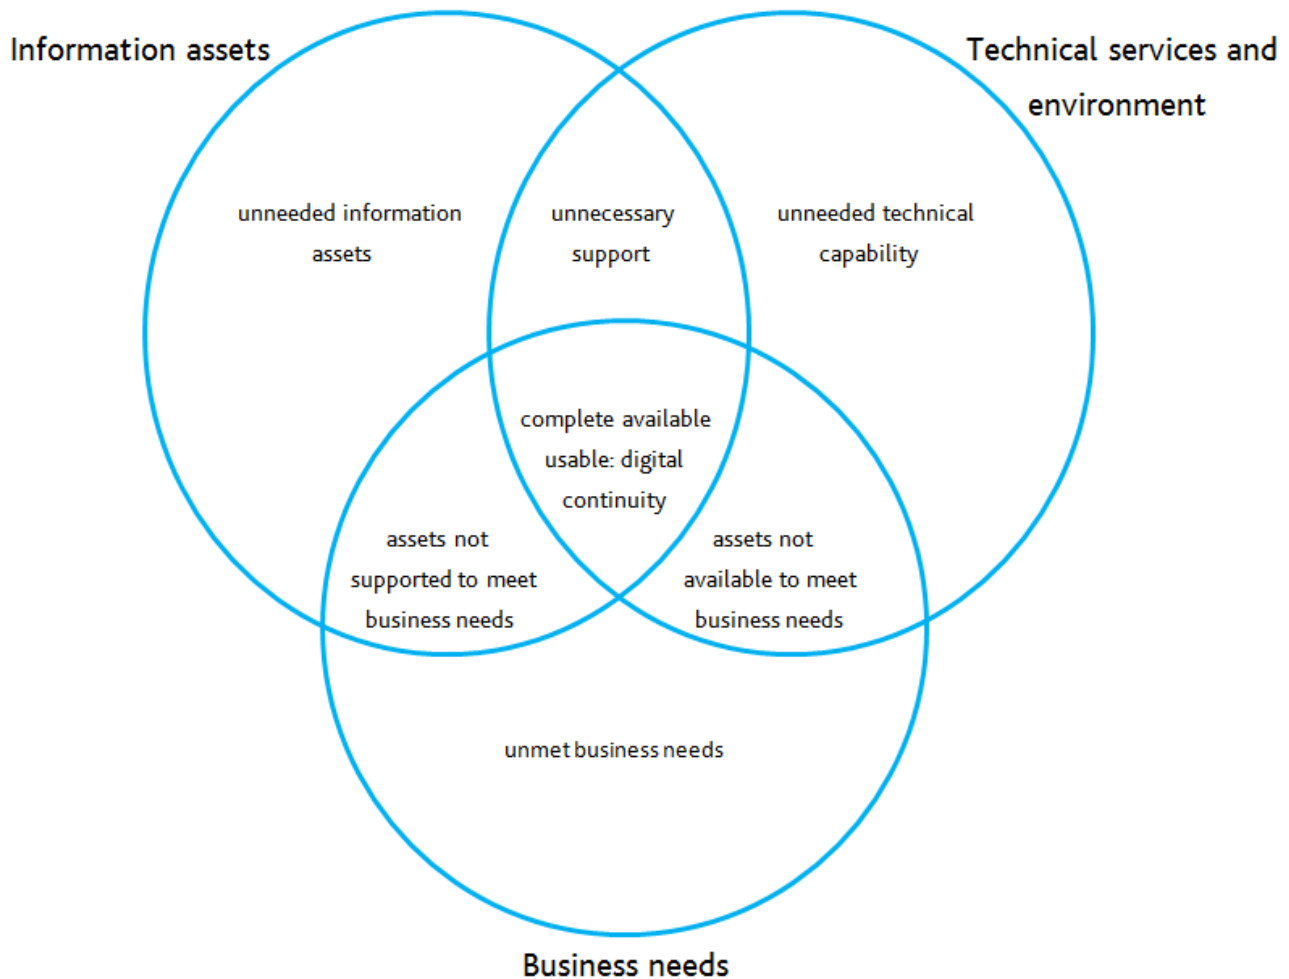 Information assets
Technical services and
environment
unneeded information
assets
unnecessary
support
unneeded technical
capability
complete available
usable: digital
continuity
assets not
supported to meet
business needs
assets not
available to meet
business needs
unmet business needs
Business needs